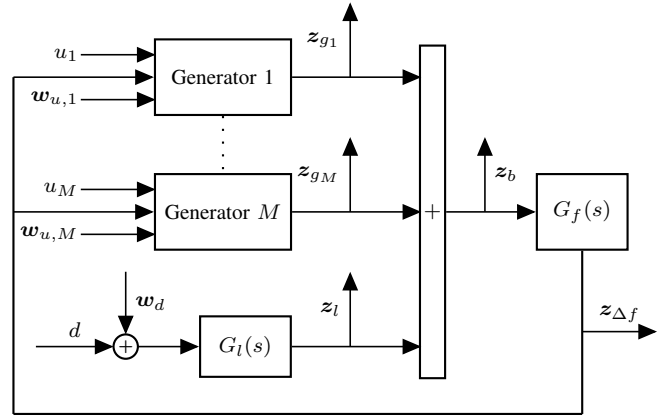 u_1
Generator 1
w_{u,1}
z_{g_1}
u_M
Generator M
w_{u,M}
z_{g_M}
+
z_b
G_f(s)
w_d
d
+
G_l(s)
z_l
z_{Δf}